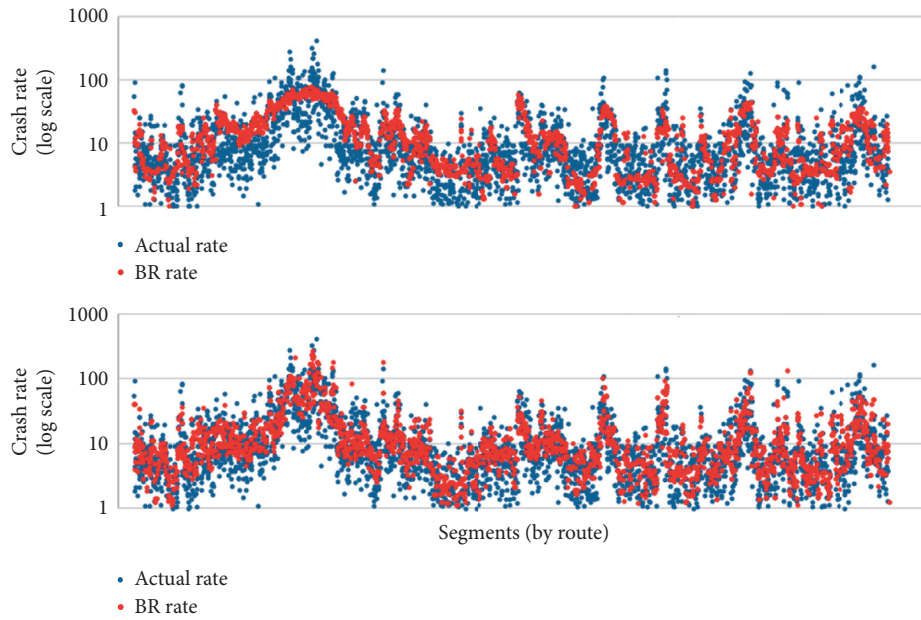 1000
100
10
1
Crash rate
(log scale)
Actual rate
BR rate
1000
100
10
1
Crash rate
(log scale)
Segments (by route)
Actual rate
BR rate